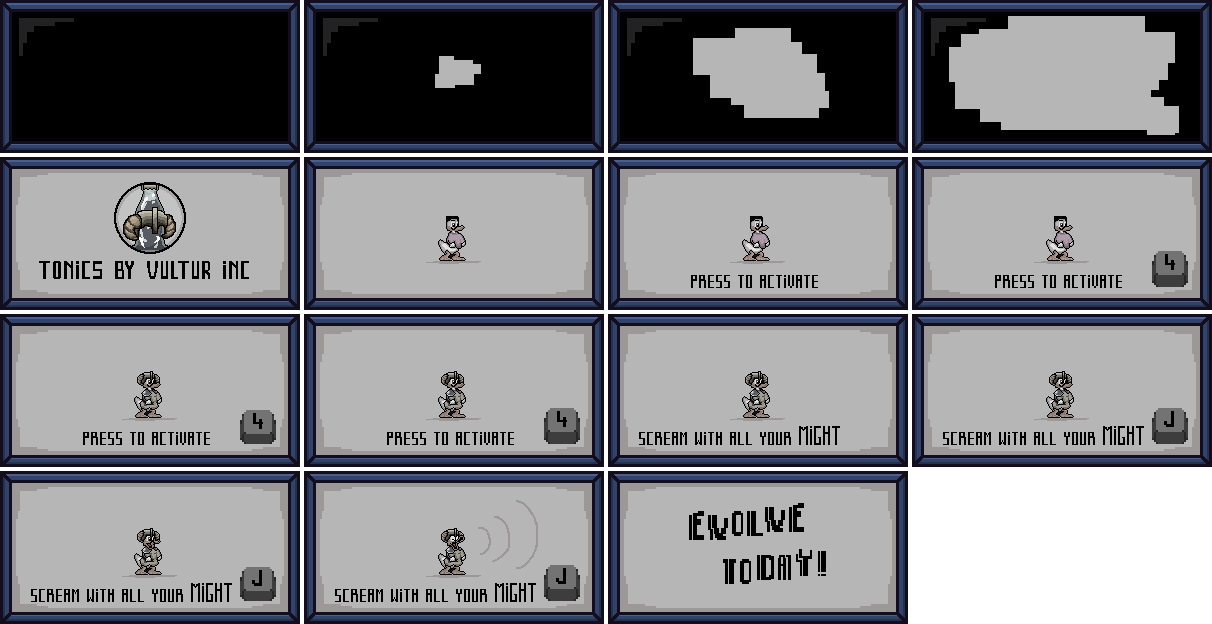 TONiCS BY VULTUR iNC
PRESS TO ACTiVATE
PRESS TO ACTiVATE
4
PRESS TO ACTiVATE
4
PRESS TO ACTiVATE
4
SCREAM WiTH ALL YOUR MiGHT
SCREAM WiTH ALL YOUR MiGHT
J
SCREAM WiTH ALL YOUR MiGHT
J
SCREAM WiTH ALL YOUR MiGHT
J
EVOLVE
TODAY!